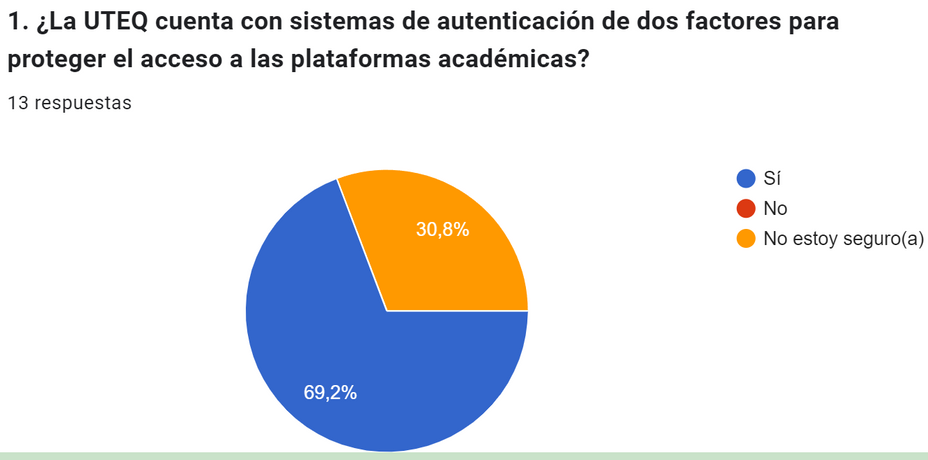 1. ¿La UTEQ cuenta con sistemas de autenticación de dos factores para
proteger el acceso a las plataformas académicas?
13 respuestas
Sí
No
No estoy seguro(a)
30,8%
69,2%